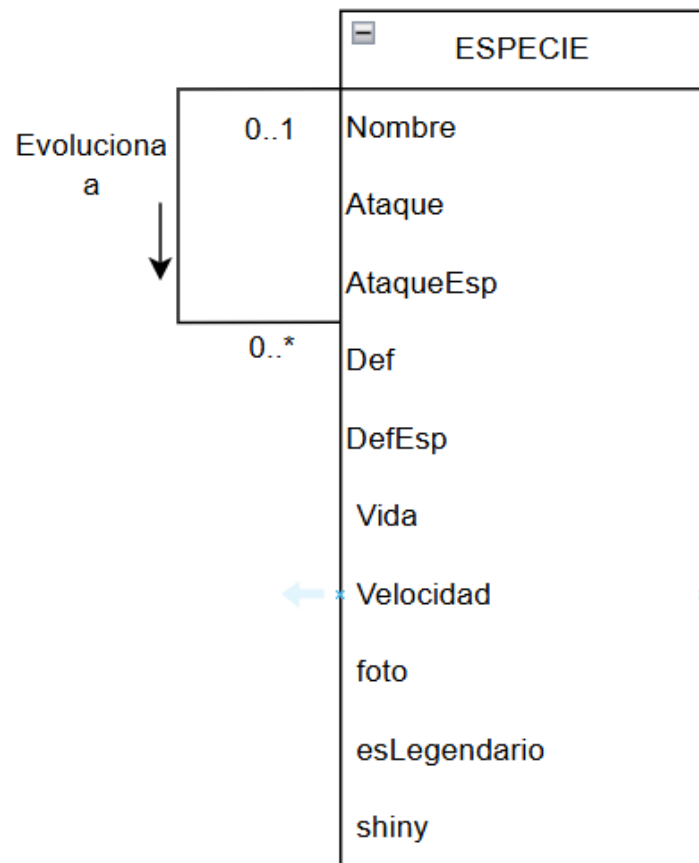 ESPECIE
Evoluciona
a
0..1
0..*
Nombre
Ataque
AtaqueEsp
Def
DefEsp
Vida
Velocidad
foto
esLegendario
shiny